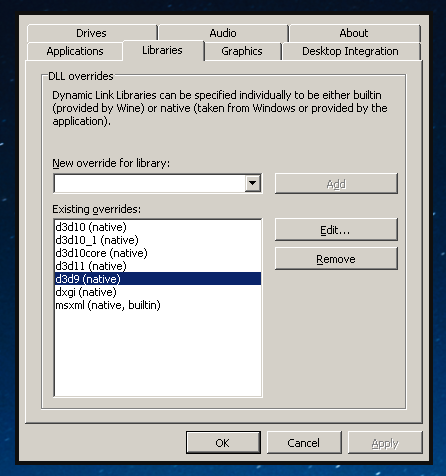 Drives Audio About
Applications Libraries Graphics Desktop Integration
DLL overrides
Dynamic Link Libraries can be specified individually to be either builtin
(provided by Wine) or native (taken from Windows or provided by the
application).
New override for library:
Add
Existing overrides:
d3d10 (native)
d3d10_1 (native)
d3d10core (native)
d3d11 (native)
d3d9 (native)
dxgi (native)
msxml (native, builtin)
Edit...
Remove
OK Cancel Apply